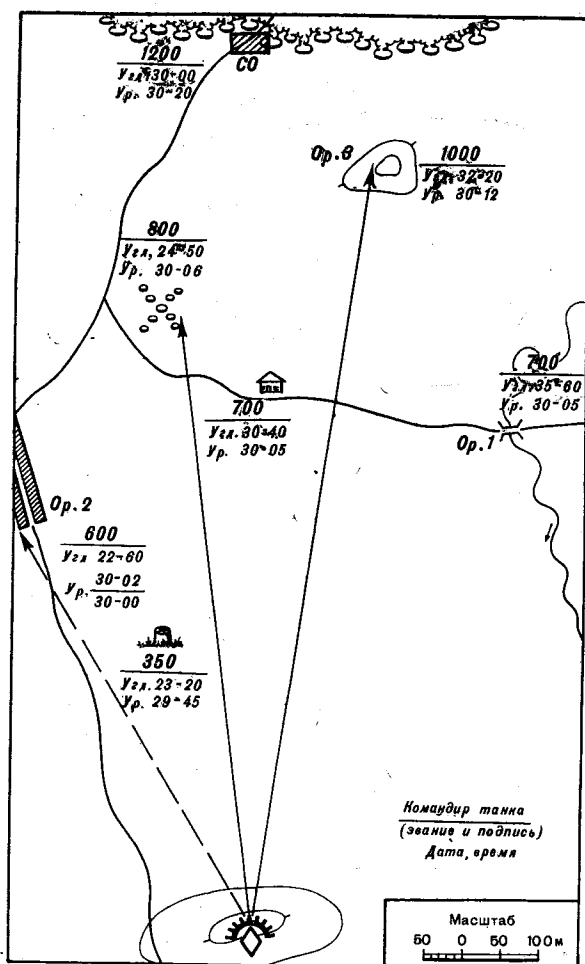 1200
Угл. 30-00
Ур. 30-20
СО
Ор. 3
1000
Угл. 32-20
Ур. 30-12
800
Угл. 24-50
Ур. 30-06
700
Угл. 35-60
Ур. 30-05
Ор. 1
700
Угл. 30-40
Ур. 30-05
Ор. 2
600
Угл 22-60
Ур. 30-02
30-00
350
Угл. 23-20
Ур. 29-45
Командир танка
(звание и подпись)
Дата, время
Масштаб
50 0 50 100м